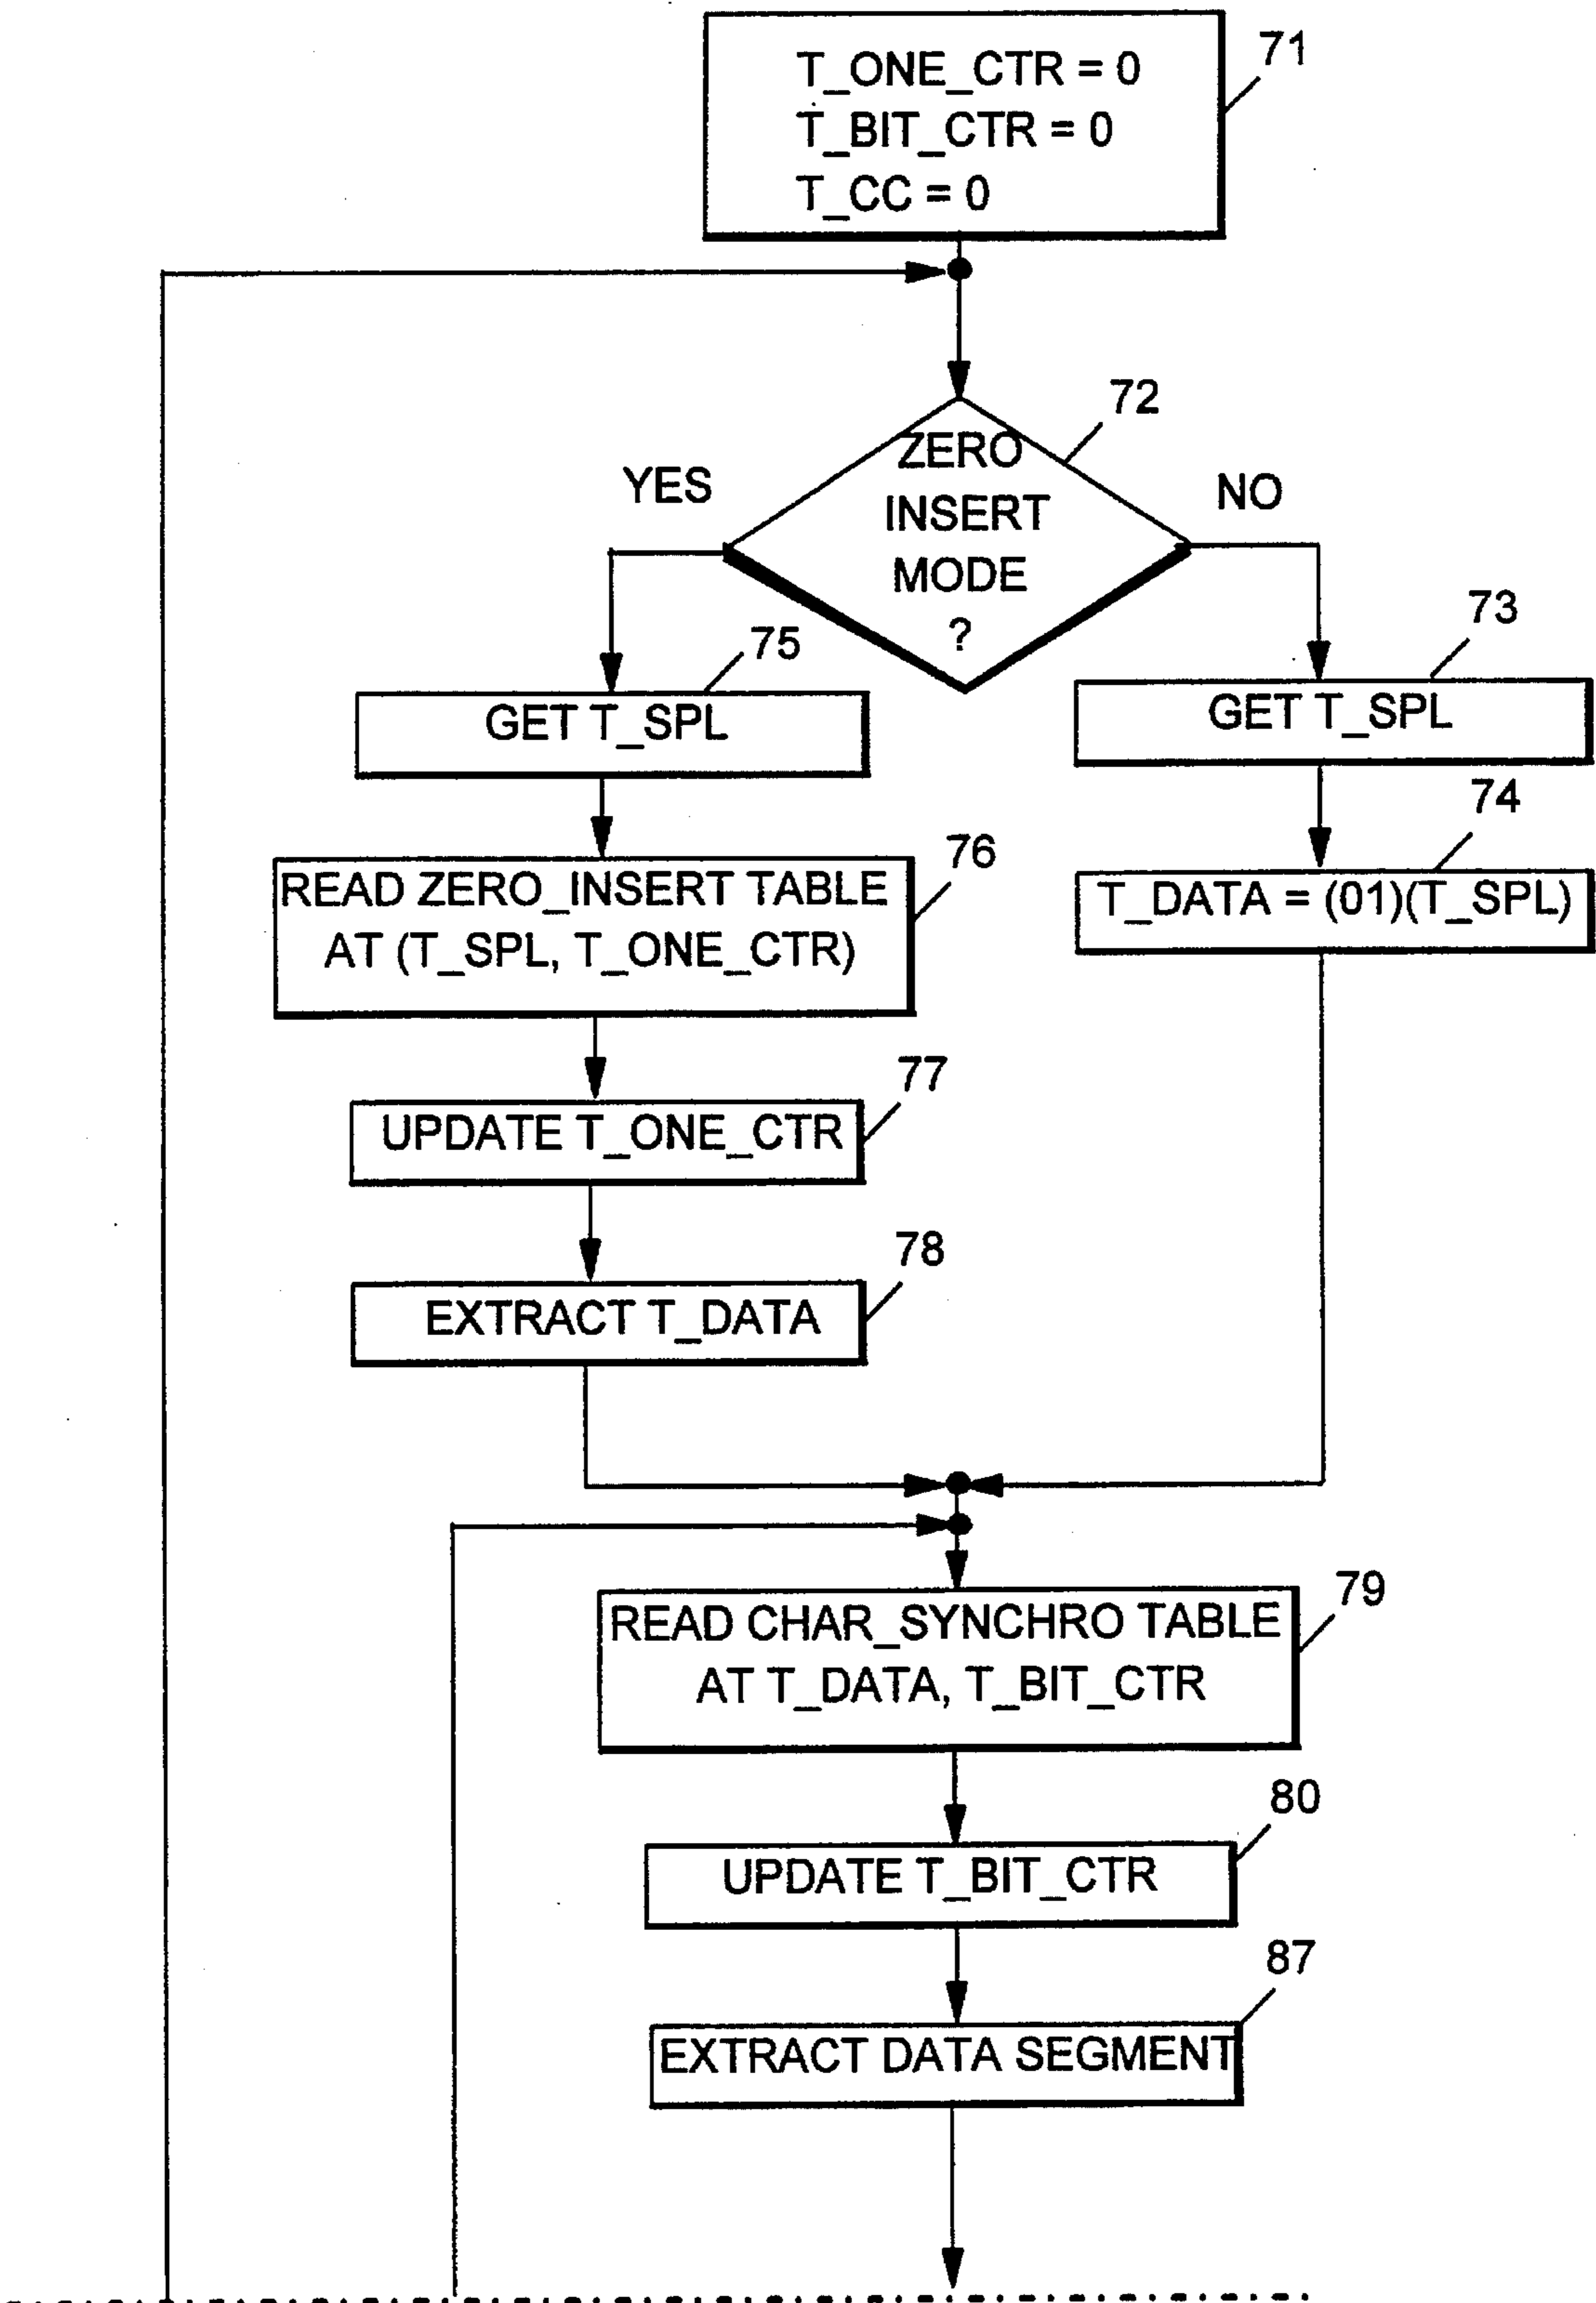 T_ONE_CTR = 0
T_BIT_CTR = 0
T_CC = 0
71
72
ZERO
INSERT
MODE
?
YES
NO
75
GET T_SPL
73
GET T_SPL
74
T_DATA = (01)(T_SPL)
76
READ ZERO_INSERT TABLE
AT (T_SPL, T_ONE_CTR)
77
UPDATE T_ONE_CTR
78
EXTRACT T_DATA
79
READ CHAR_SYNCHRO TABLE
AT T_DATA, T_BIT_CTR
80
UPDATE T_BIT_CTR
87
EXTRACT DATA SEGMENT